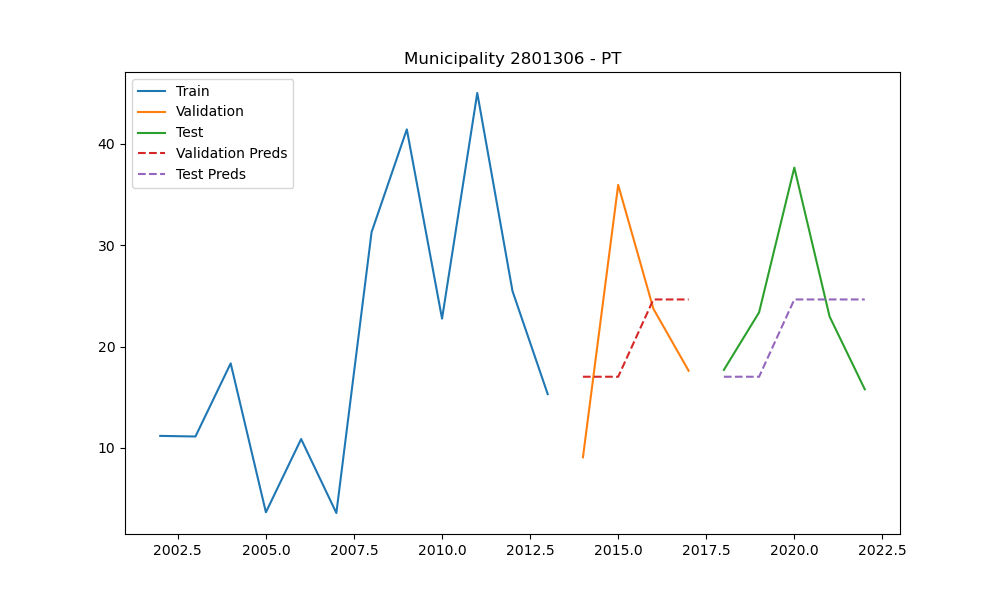 Municipality 2801306 - PT
Train
Validation
Test
Validation Preds
Test Preds
40
30
20
10
2002.5 2005.0 2007.5 2010.0 2012.5 2015.0 2017.5 2020.0 2022.5